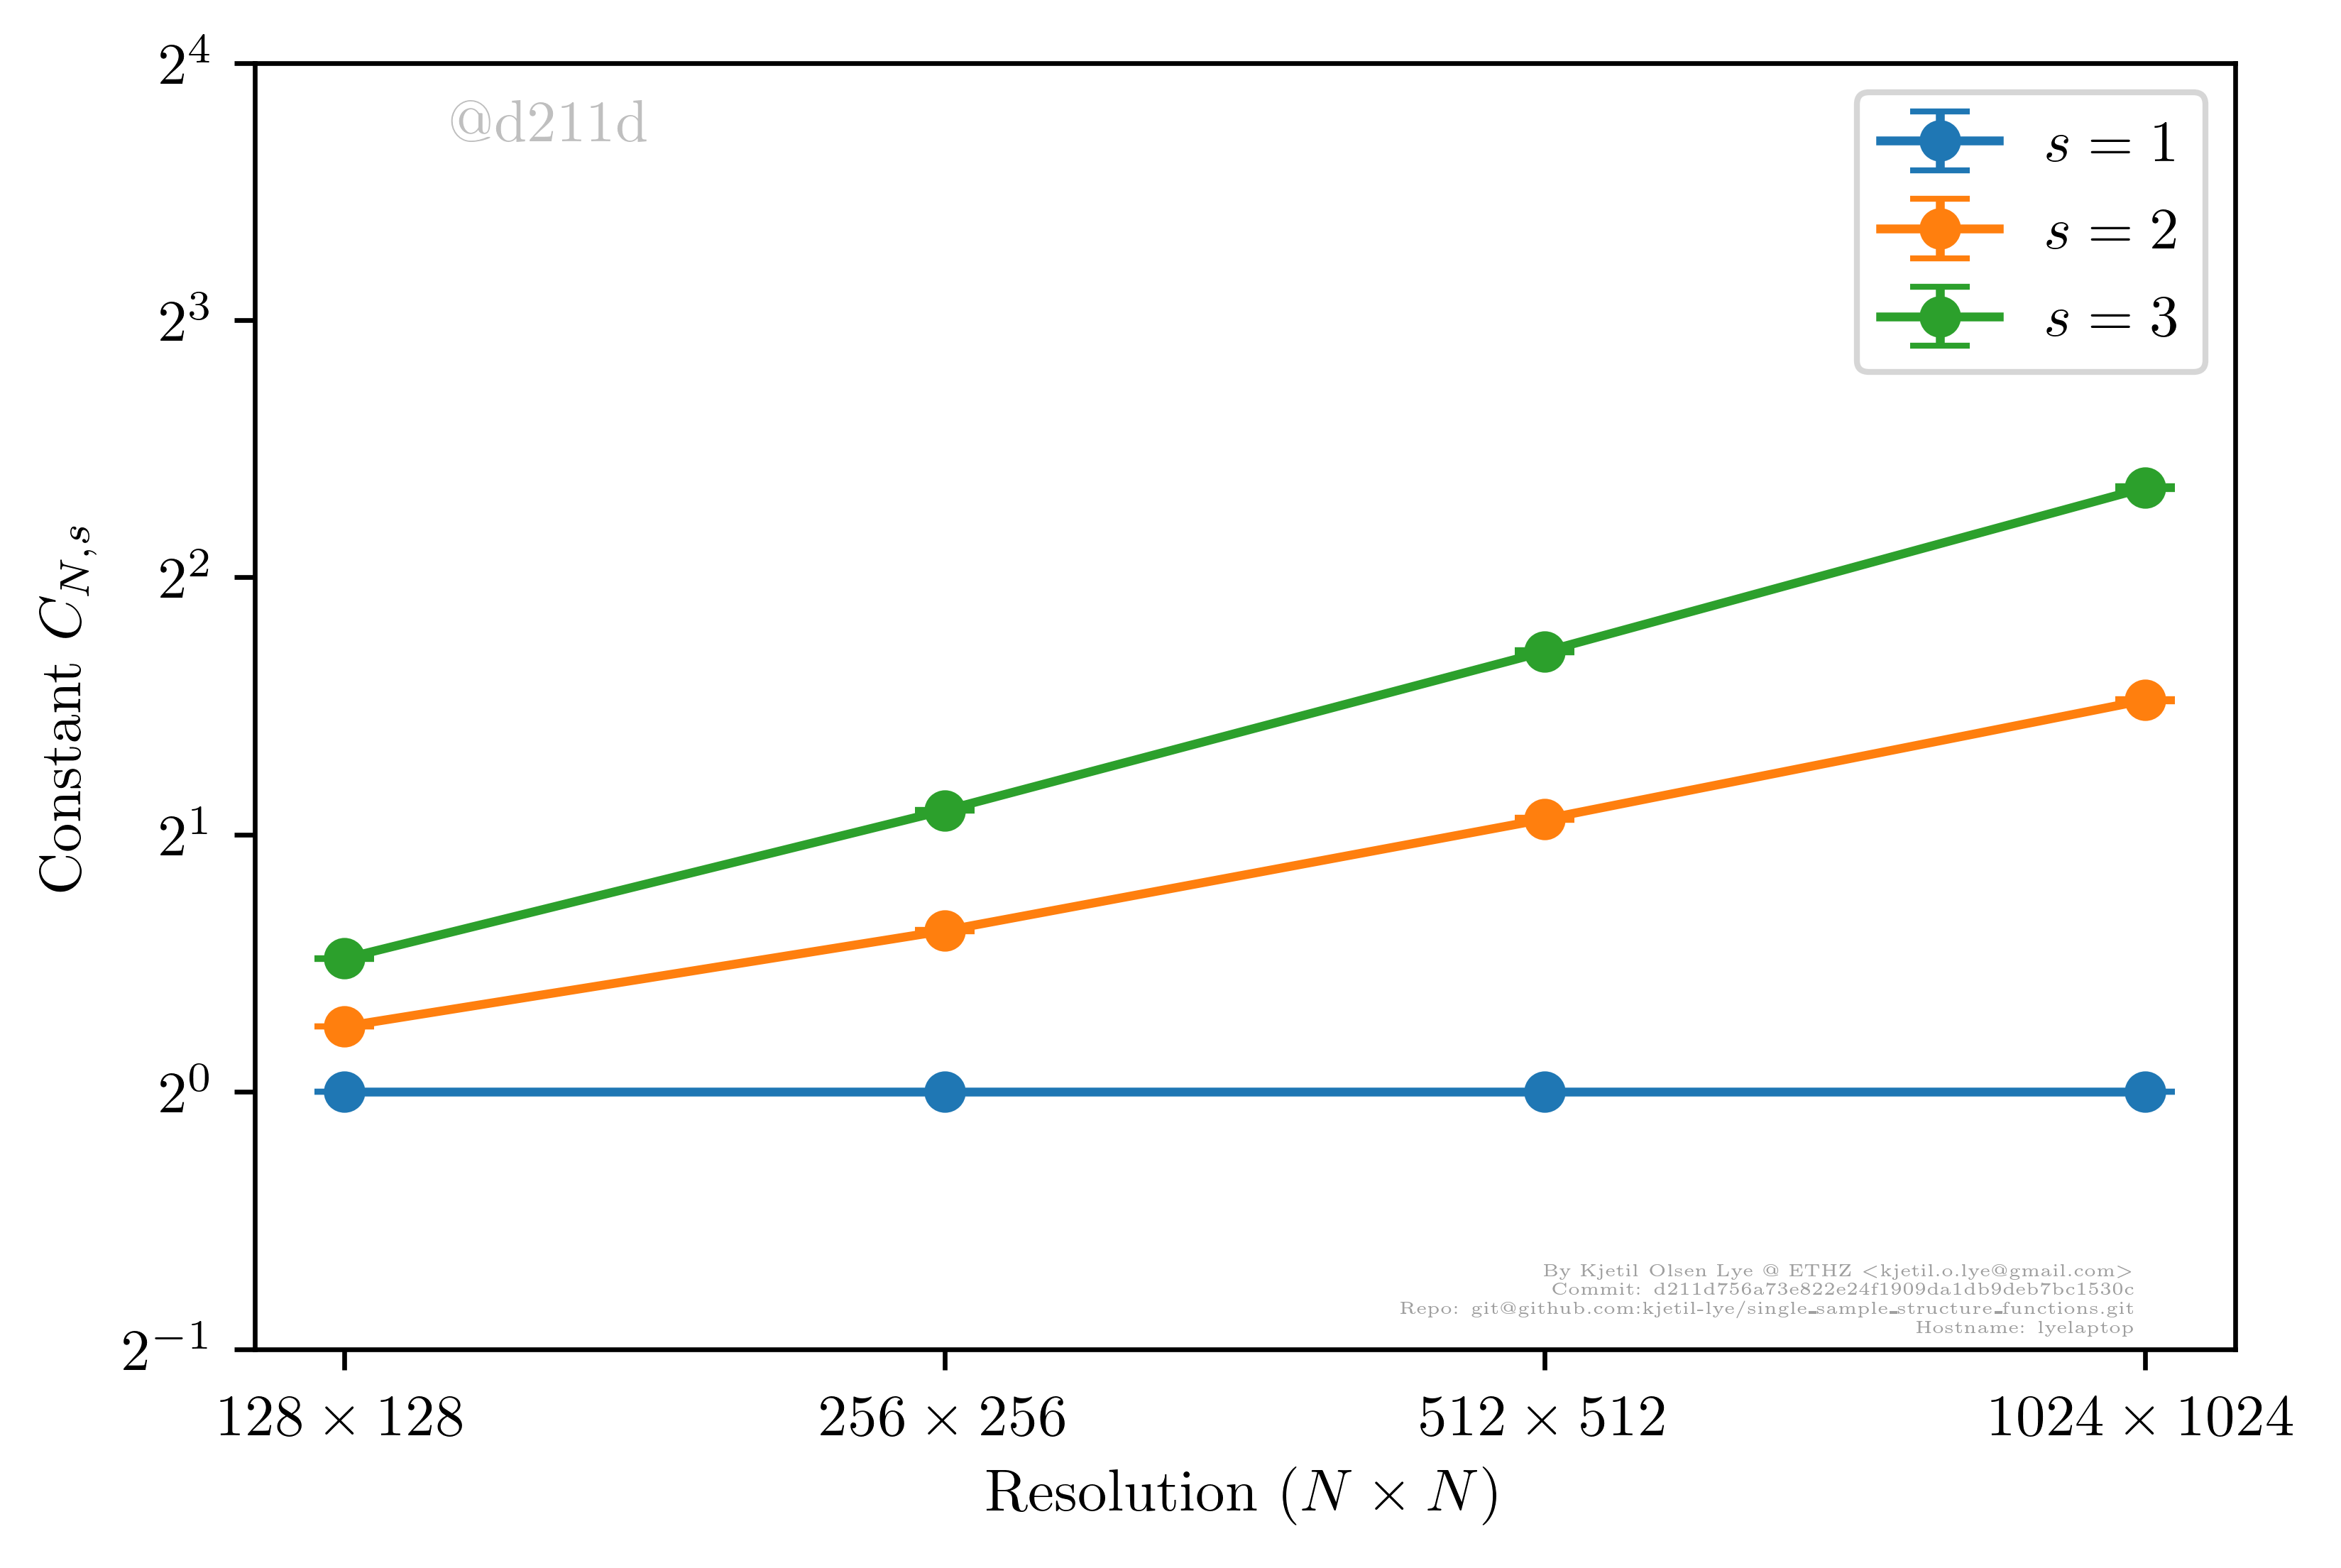 @d211d
s = 1
s = 2
s = 3
2^4
2^3
2^2
2^1
2^0
2^{-1}
Constant C_{N,s}
By Kjetil Olsen Lye @ ETHZ <kjetil.o.lye@gmail.com>
Commit: d211d756a73e822e24f1909da1db9deb7bc1530c
Repo: git@github.com:kjetil-lye/single_sample_structure_functions.git
Hostname: lyelaptop
128 × 128
256 × 256
512 × 512
1024 × 1024
Resolution (N × N)